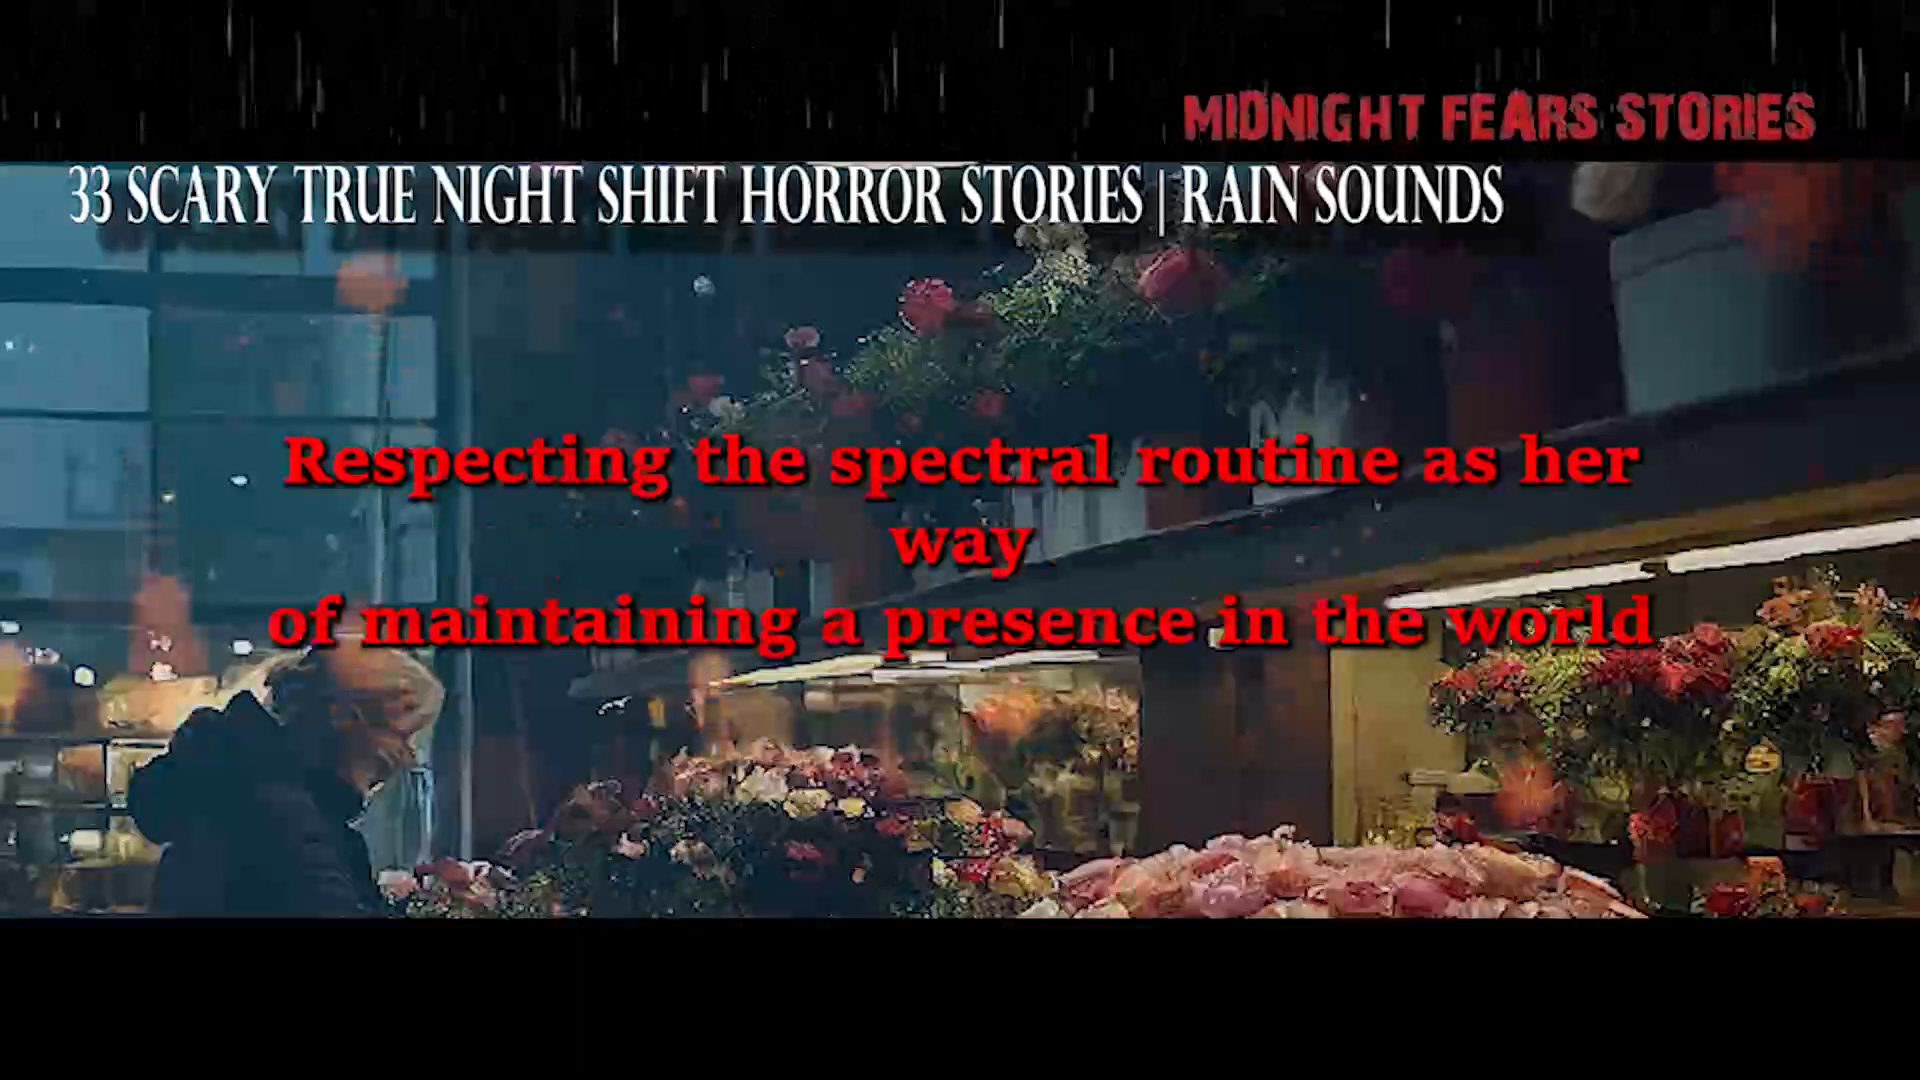 MIDNIGHT FEARS STORIES
33 SCARY TRUE NIGHT SHIFT HORROR STORIES | RAIN SOUNDS
Respecting the spectral routine as her
way
of maintaining a presence in the world